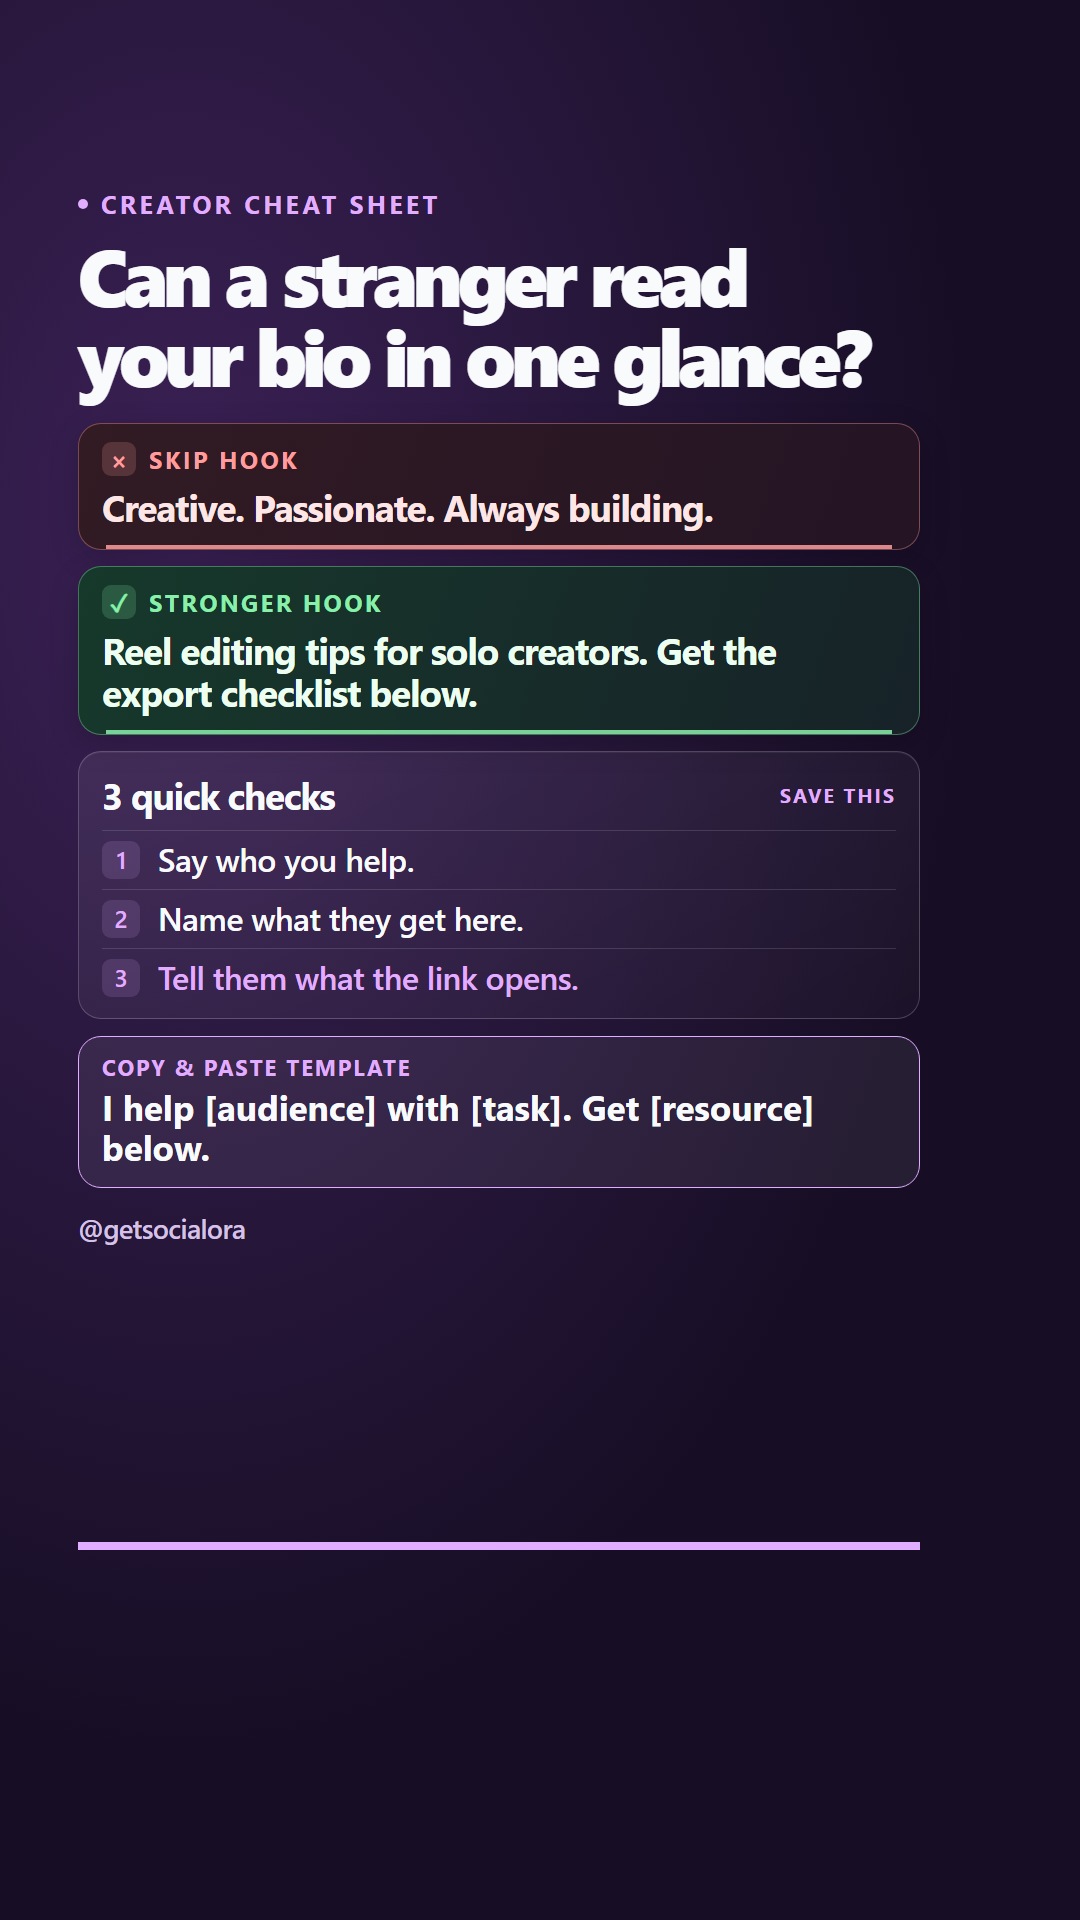 • CREATOR CHEAT SHEET
Can a stranger read
your bio in one glance?
× SKIP HOOK
Creative. Passionate. Always building.
✓ STRONGER HOOK
Reel editing tips for solo creators. Get the
export checklist below.
3 quick checks SAVE THIS
1 Say who you help.
2 Name what they get here.
3 Tell them what the link opens.
COPY & PASTE TEMPLATE
I help [audience] with [task]. Get [resource]
below.
@getsocialora